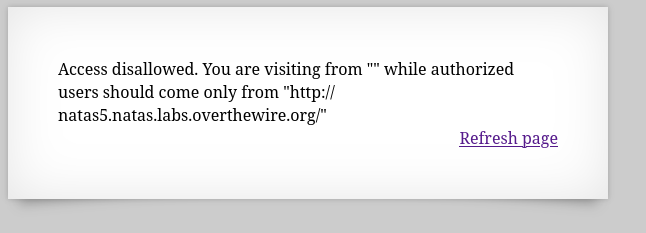 Access disallowed. You are visiting from "" while authorized
users should come only from "http://
natas5.natas.labs.overthewire.org/"
Refresh page